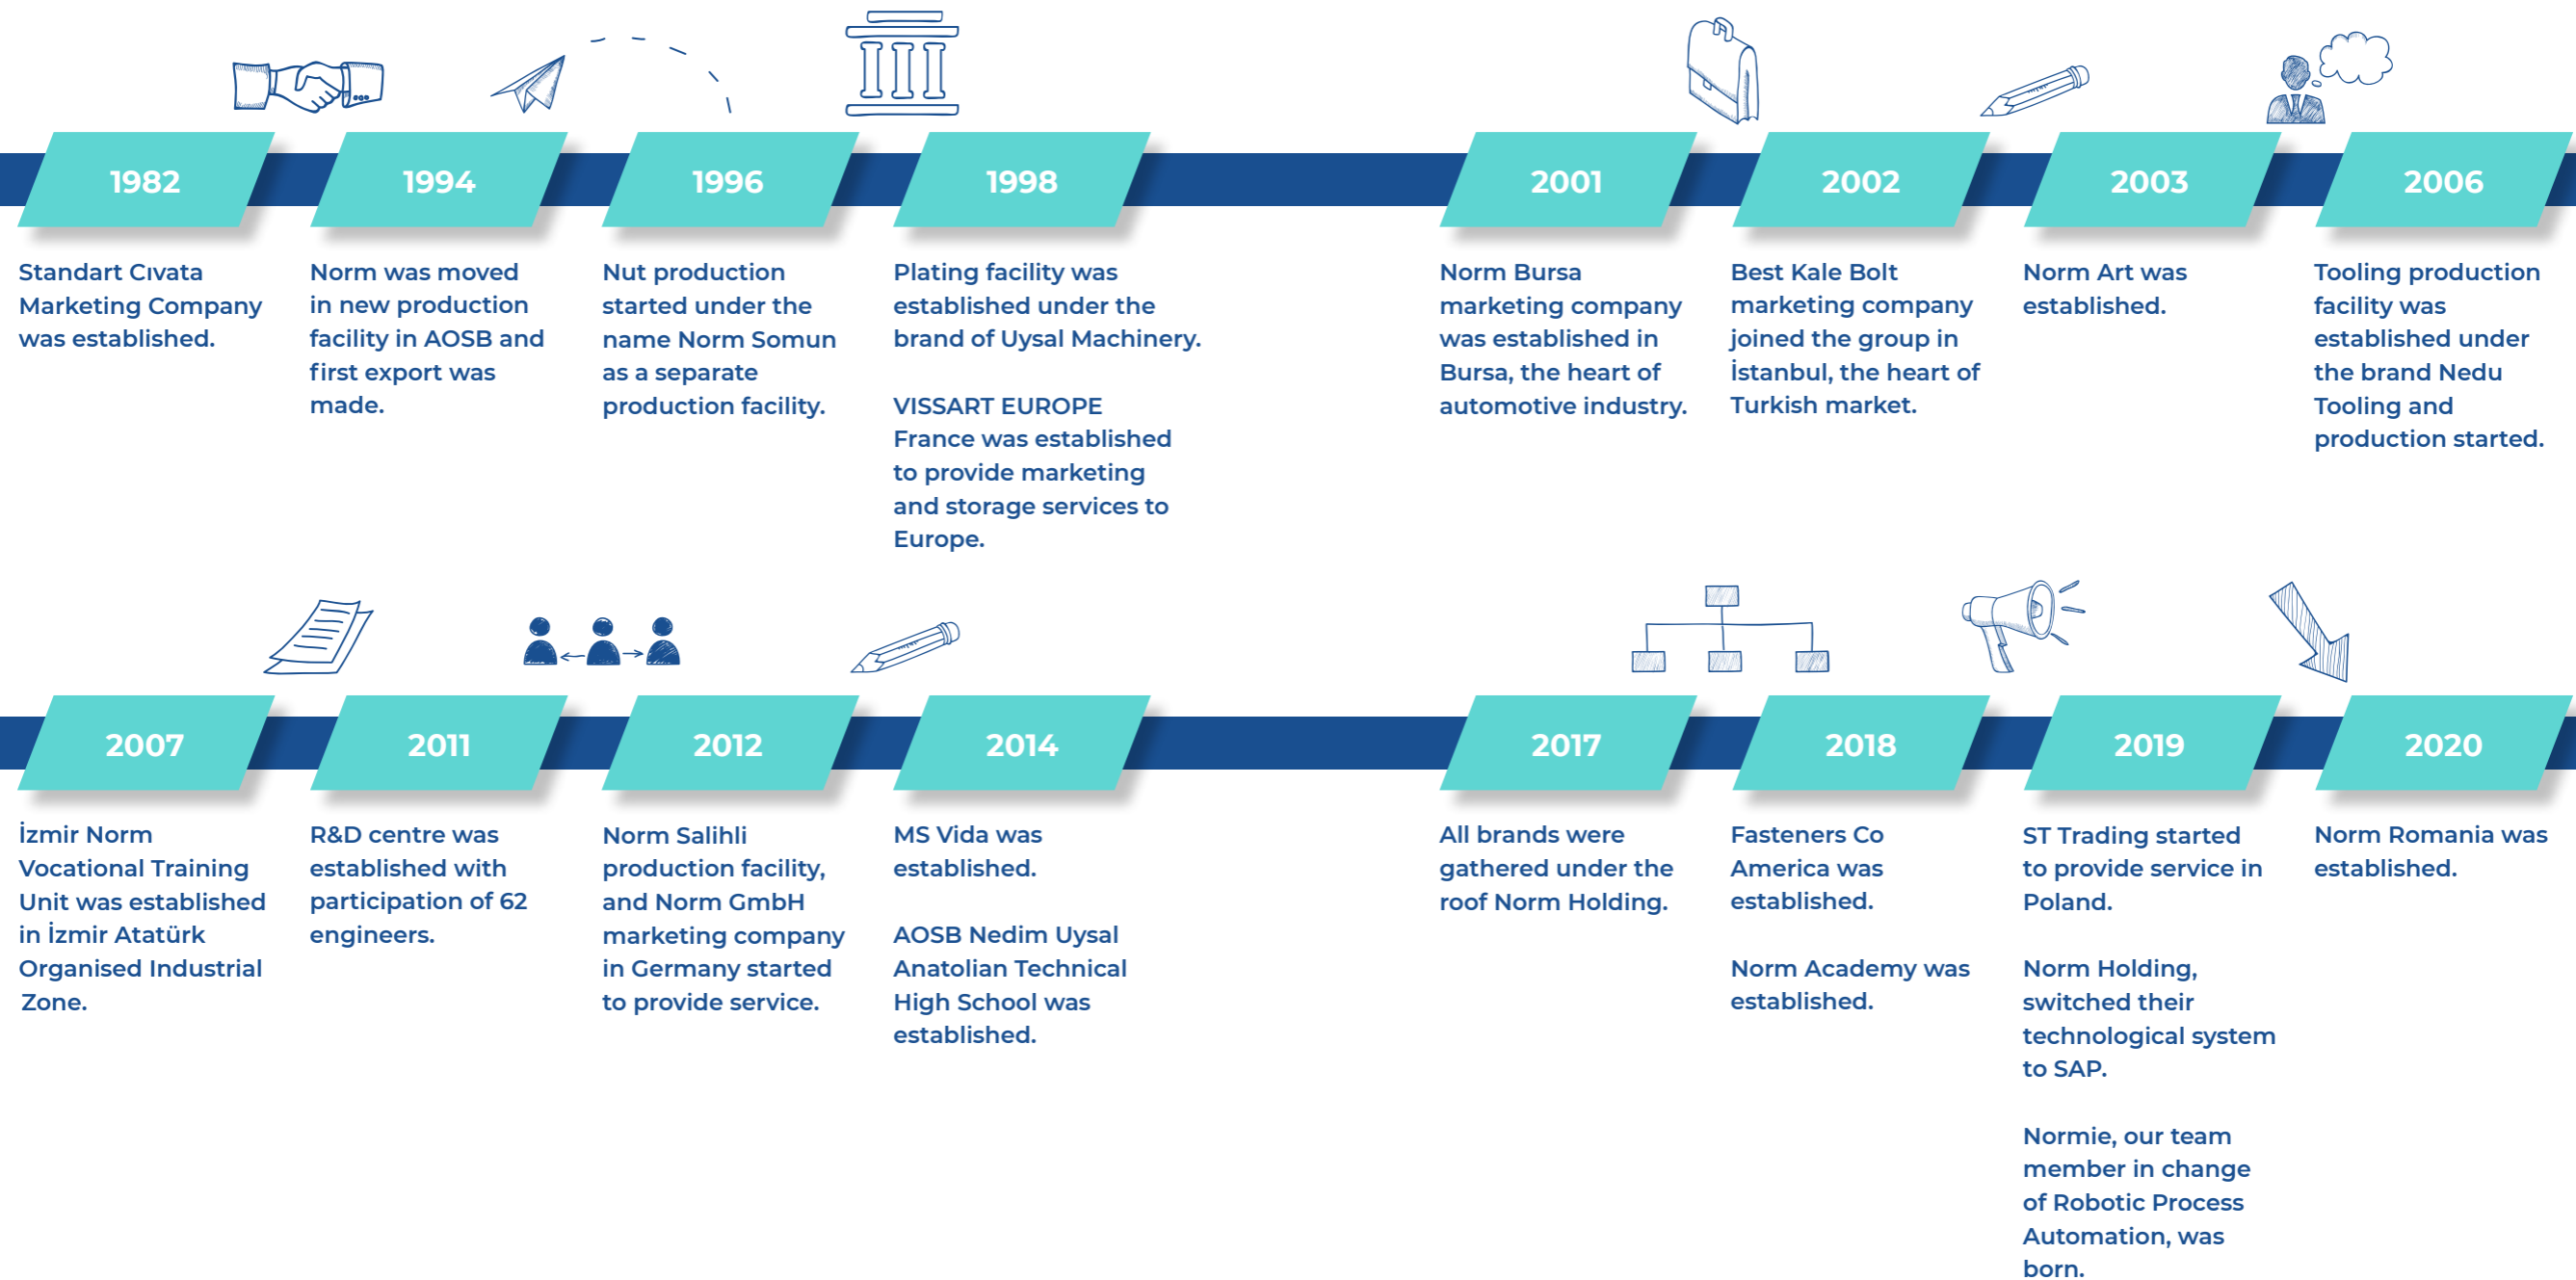 1982
Standart Cıvata
Marketing Company
was established.
1994
Norm was moved
in new production
facility in AOSB and
first export was
made.
1996
Nut production
started under the
name Norm Somun
as a separate
production facility.
1998
Plating facility was
established under the
brand of Uysal Machinery.
VISSART EUROPE
France was established
to provide marketing
and storage services to
Europe.
2001
Norm Bursa
marketing company
was established in
Bursa, the heart of
automotive industry.
2002
Best Kale Bolt
marketing company
joined the group in
İstanbul, the heart of
Turkish market.
2003
Norm Art was
established.
2006
Tooling production
facility was
established under
the brand Nedu
Tooling and
production started.
2007
İzmir Norm
Vocational Training
Unit was established
in İzmir Atatürk
Organised Industrial
Zone.
2011
R&D centre was
established with
participation of 62
engineers.
2012
Norm Salihli
production facility,
and Norm GmbH
marketing company
in Germany started
to provide service.
2014
MS Vida was
established.
AOSB Nedim Uysal
Anatolian Technical
High School was
established.
2017
All brands were
gathered under the
roof Norm Holding.
2018
Fasteners Co
America was
established.
Norm Academy was
established.
2019
ST Trading started
to provide service in
Poland.
Norm Holding,
switched their
technological system
to SAP.
Normie, our team
member in change
of Robotic Process
Automation, was
born.
2020
Norm Romania was
established.